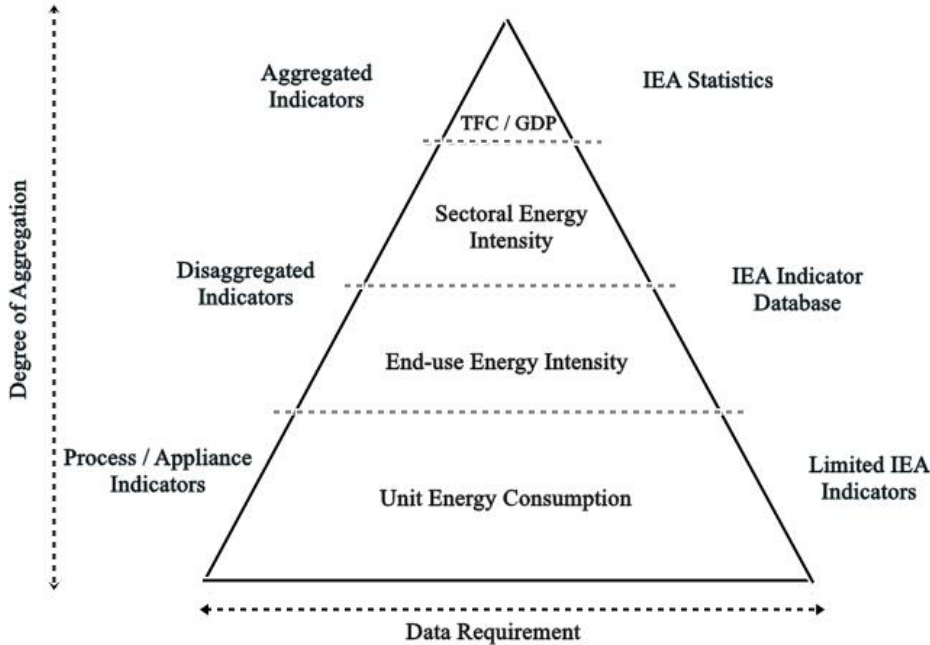 Aggregated
Indicators
IEA Statistics
TFC / GDP
Sectoral Energy
Intensity
Degree of Aggregation
Disaggregated
Indicators
IEA Indicator
Database
End-use Energy Intensity
Process / Appliance
Indicators
Limited IEA
Indicators
Unit Energy Consumption
Data Requirement